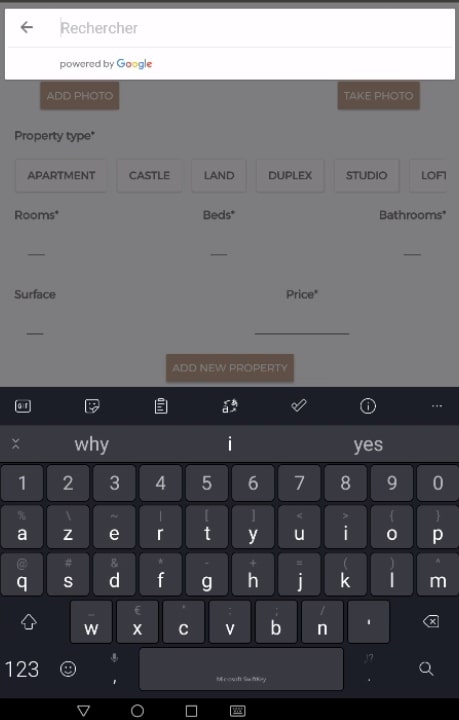 Rechercher
powered by Google
ADD PHOTO TAKE PHOTO
Property type*
APARTMENT CASTLE LAND DUPLEX STUDIO LOFT
Rooms* Beds* Bathrooms*
Surface Price*
ADD NEW PROPERTY
GIF
why i yes
1 2 3 4 5 6 7 8 9 0
% \ ~ | [ ] < > { }
a z e r t y u i o p
@ # & * - + = ( ) ^
q s d f g h j k l m
_ € " : ; /
w x c v b n '
!?
123 , .
Microsoft SwiftKey